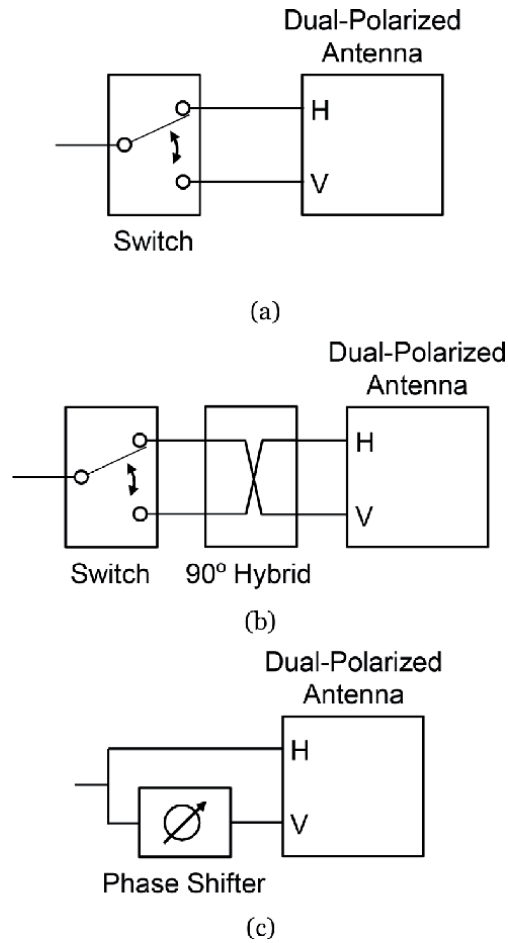 Dual-Polarized
Antenna
H
V
Switch
(a)
Dual-Polarized
Antenna
H
V
Switch
90° Hybrid
(b)
Dual-Polarized
Antenna
H
V
Phase Shifter
(c)